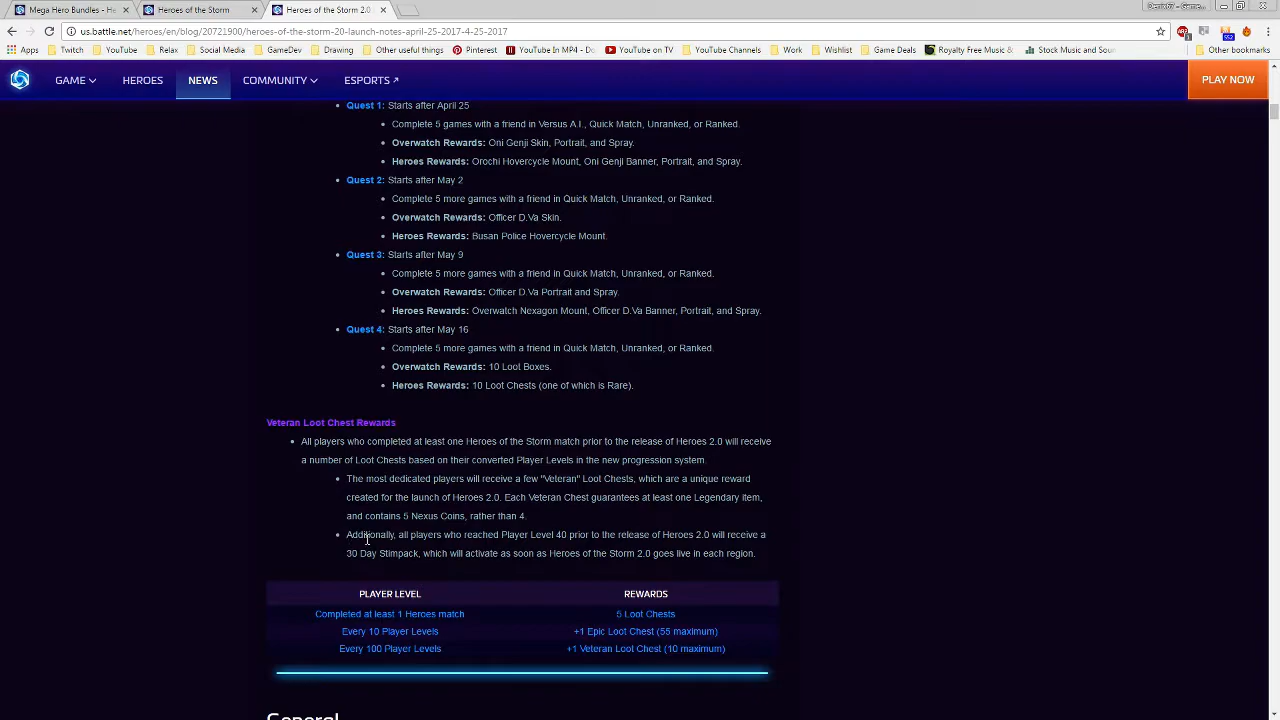 Mega Hero Bundles - He
Heroes of the Storm
Heroes of the Storm 2.0
us.battle.net/heroes/en/blog/20721900/heroes-of-the-storm-20-launch-notes-april-25-2017-4-25-2017
Apps Twitch YouTube Relax Social Media GameDev Drawing Other useful things Pinterest YouTube In MP4 - Do YouTube on TV YouTube Channels Work Wishlist Game Deals Royalty Free Music & Stock Music and Sou Other bookmarks
GAME HEROES NEWS COMMUNITY ESPORTS PLAY NOW
Quest 1: Starts after April 25
Complete 5 games with a friend in Versus A.I., Quick Match, Unranked, or Ranked.
Overwatch Rewards: Oni Genji Skin, Portrait, and Spray.
Heroes Rewards: Orochi Hovercycle Mount, Oni Genji Banner, Portrait, and Spray.
Quest 2: Starts after May 2
Complete 5 more games with a friend in Quick Match, Unranked, or Ranked.
Overwatch Rewards: Officer D.Va Skin.
Heroes Rewards: Busan Police Hovercycle Mount.
Quest 3: Starts after May 9
Complete 5 more games with a friend in Quick Match, Unranked, or Ranked.
Overwatch Rewards: Officer D.Va Portrait and Spray.
Heroes Rewards: Overwatch Nexagon Mount, Officer D.Va Banner, Portrait, and Spray.
Quest 4: Starts after May 16
Complete 5 more games with a friend in Quick Match, Unranked, or Ranked.
Overwatch Rewards: 10 Loot Boxes.
Heroes Rewards: 10 Loot Chests (one of which is Rare).
Veteran Loot Chest Rewards
All players who completed at least one Heroes of the Storm match prior to the release of Heroes 2.0 will receive
a number of Loot Chests based on their converted Player Levels in the new progression system.
The most dedicated players will receive a few "Veteran" Loot Chests, which are a unique reward
created for the launch of Heroes 2.0. Each Veteran Chest guarantees at least one Legendary item,
and contains 5 Nexus Coins, rather than 4.
Additionally, all players who reached Player Level 40 prior to the release of Heroes 2.0 will receive a
30 Day Stimpack, which will activate as soon as Heroes of the Storm 2.0 goes live in each region.
PLAYER LEVEL REWARDS
Completed at least 1 Heroes match 5 Loot Chests
Every 10 Player Levels +1 Epic Loot Chest (55 maximum)
Every 100 Player Levels +1 Veteran Loot Chest (10 maximum)
General